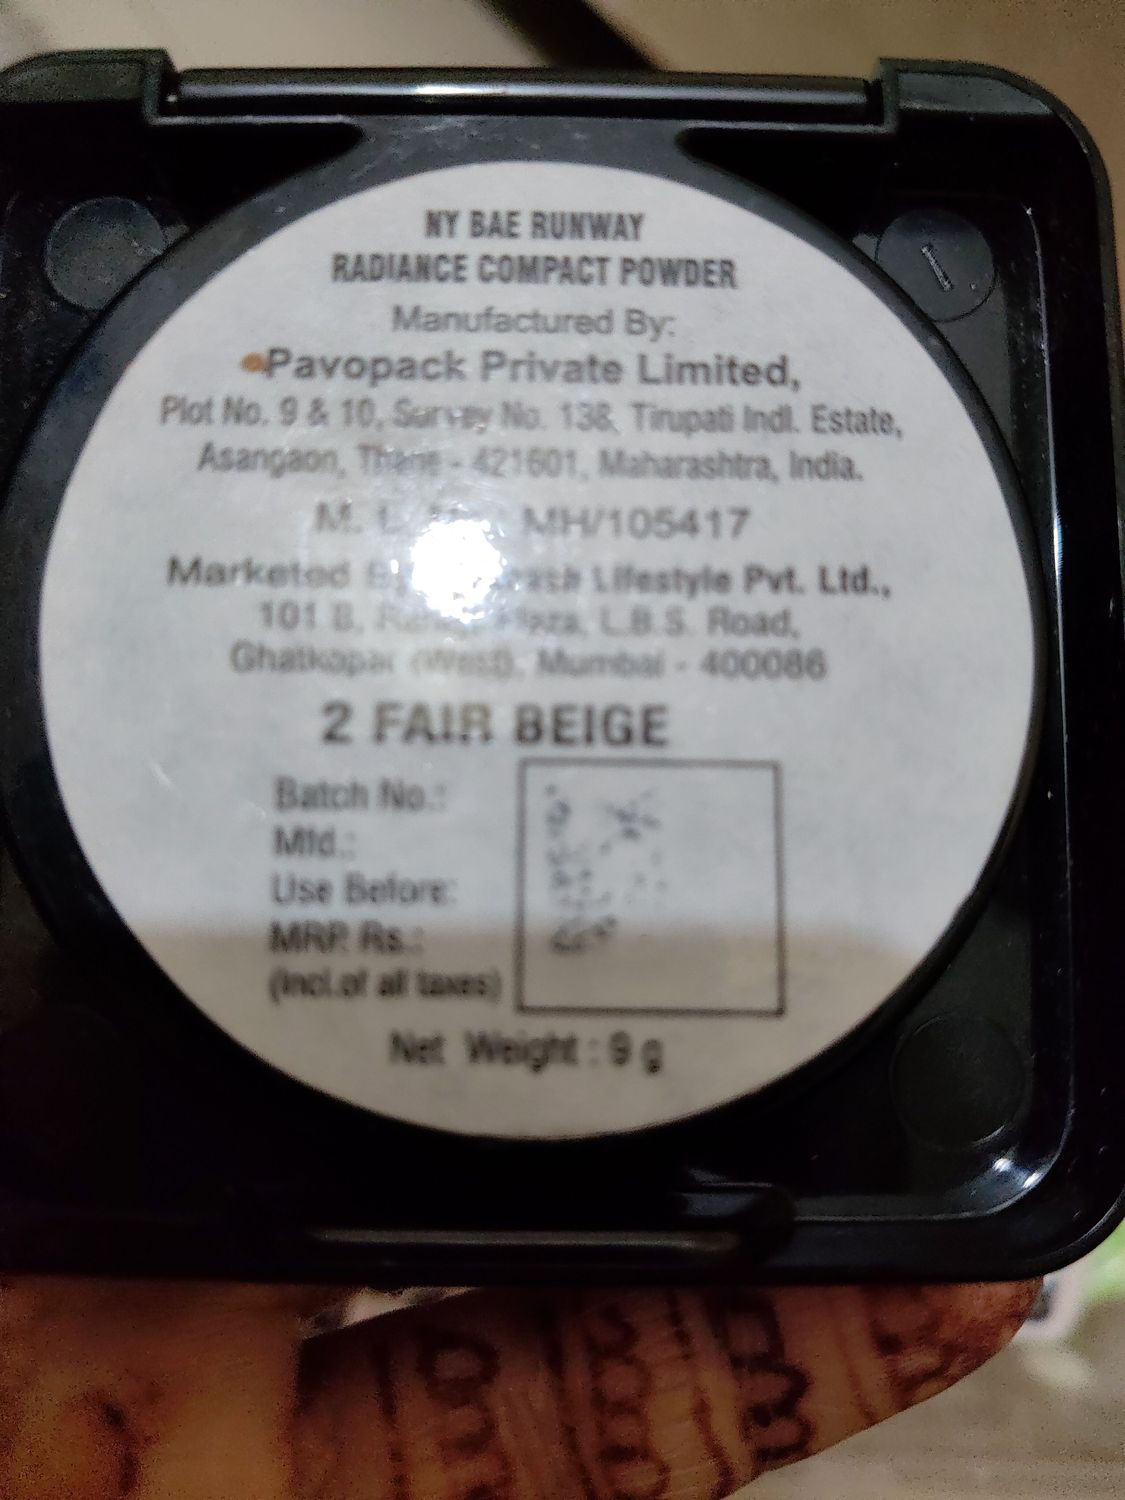 NY BAE RUNWAY
RADIANCE COMPACT POWDER
Manufactured By:
Pavopack Private Limited,
Plot No. 9 & 10, Survey No. 138, Tirupati Indl. Estate,
Asangaon, Thane - 421601, Maharashtra, India.
M. L. MH/105417
Marketed Lifestyle Pvt. Ltd.,
101 B, L.B.S. Road,
Ghatkopar (West), Mumbai - 400086
2 FAIR BEIGE
Batch No.:
Mfd.:
Use Before:
MRP. Rs.:
(Incl.of all taxes)
Net Weight : 9 g